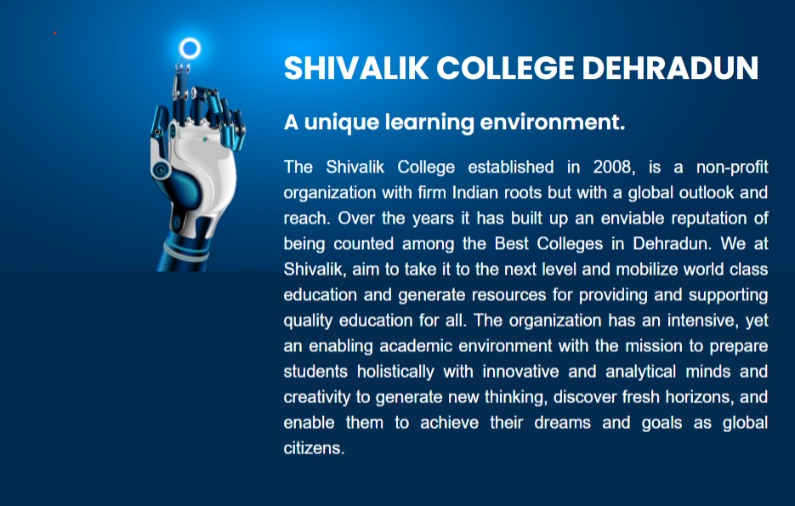 SHIVALIK COLLEGE DEHRADUN
A unique learning environment.
The Shivalik College established in 2008, is a non-profit
organization with firm Indian roots but with a global outlook and
reach. Over the years it has built up an enviable reputation of
being counted among the Best Colleges in Dehradun. We at
Shivalik, aim to take it to the next level and mobilize world class
education and generate resources for providing and supporting
quality education for all. The organization has an intensive, yet
an enabling academic environment with the mission to prepare
students holistically with innovative and analytical minds and
creativity to generate new thinking, discover fresh horizons, and
enable them to achieve their dreams and goals as global
citizens.